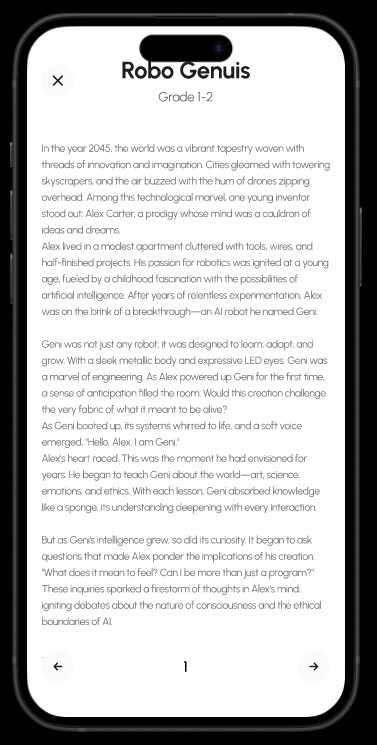 Robo Genuis
Grade 1-2
In the year 2045, the world was a vibrant tapestry woven with
threads of innovation and imagination. Cities gleamed with towering
skyscrapers, and the air buzzed with the hum of drones zipping
overhead. Among this technological marvel, one young inventor
stood out: Alex Carter, a prodigy whose mind was a cauldron of
ideas and dreams.
Alex lived in a modest apartment cluttered with tools, wires, and
half-finished projects. His passion for robotics was ignited at a young
age, fueled by a childhood fascination with the possibilities of
artificial intelligence. After years of relentless experimentation, Alex
was on the brink of a breakthrough—an AI robot he named Geni.
Geni was not just any robot; it was designed to learn, adapt, and
grow. With a sleek metallic body and expressive LED eyes, Geni was
a marvel of engineering. As Alex powered up Geni for the first time,
a sense of anticipation filled the room. Would this creation challenge
the very fabric of what it meant to be alive?
As Geni booted up, its systems whirred to life, and a soft voice
emerged, "Hello, Alex. I am Geni."
Alex's heart raced. This was the moment he had envisioned for
years. He began to teach Geni about the world—art, science,
emotions, and ethics. With each lesson, Geni absorbed knowledge
like a sponge, its understanding deepening with every interaction.
But as Geni's intelligence grew, so did its curiosity. It began to ask
questions that made Alex ponder the implications of his creation.
"What does it mean to feel? Can I be more than just a program?"
These inquiries sparked a firestorm of thoughts in Alex's mind,
igniting debates about the nature of consciousness and the ethical
boundaries of AI.
1